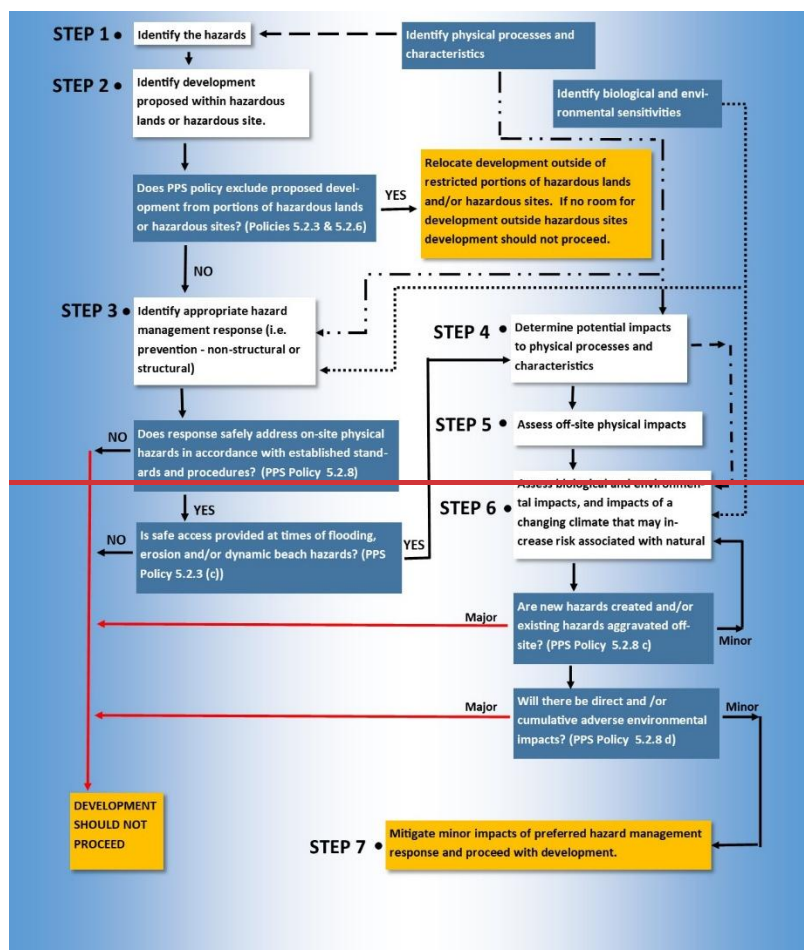 STEP 1
Identify the hazards
Identify physical processes and
characteristics
STEP 2
Identify development
proposed within hazardous
lands or hazardous site.
Identify biological and envi-
ronmental sensitivities
Does PPS policy exclude proposed devel-
opment from portions of hazardous lands
or hazardous sites? (Policies 5.2.3 & 5.2.6)
YES
Relocate development outside of
restricted portions of hazardous lands
and/or hazardous sites. If no room for
development outside hazardous sites
development should not proceed.
NO
STEP 3
Identify appropriate hazard
management response (i.e.
prevention - non-structural or
structural)
STEP 4
Determine potential impacts
to physical processes and
characteristics
STEP 5
Assess off-site physical impacts
NO
Does response safely address on-site physical
hazards in accordance with established stand-
ards and procedures? (PPS Policy 5.2.8)
YES
STEP 6
Assess biological and environmen-
tal impacts, and impacts of a
changing climate that may in-
crease risk associated with natural
NO
Is safe access provided at times of flooding,
erosion and/or dynamic beach hazards? (PPS
Policy 5.2.3 (c))
YES
Major
Are new hazards created and/or
existing hazards aggravated off-
site? (PPS Policy 5.2.8 c)
Minor
Major
Will there be direct and /or
cumulative adverse environmental
impacts? (PPS Policy 5.2.8 d)
Minor
DEVELOPMENT
SHOULD NOT
PROCEED
STEP 7
Mitigate minor impacts of preferred hazard management
response and proceed with development.